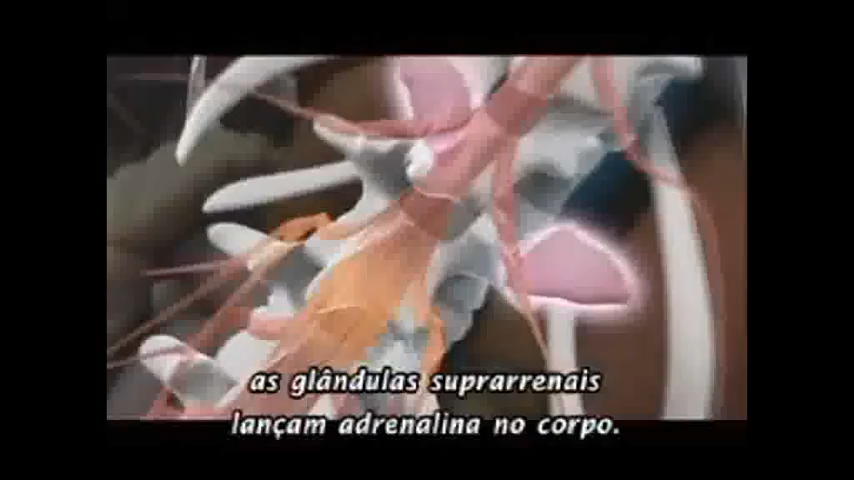 as glândulas suprarrenais
lançam adrenalina no corpo.